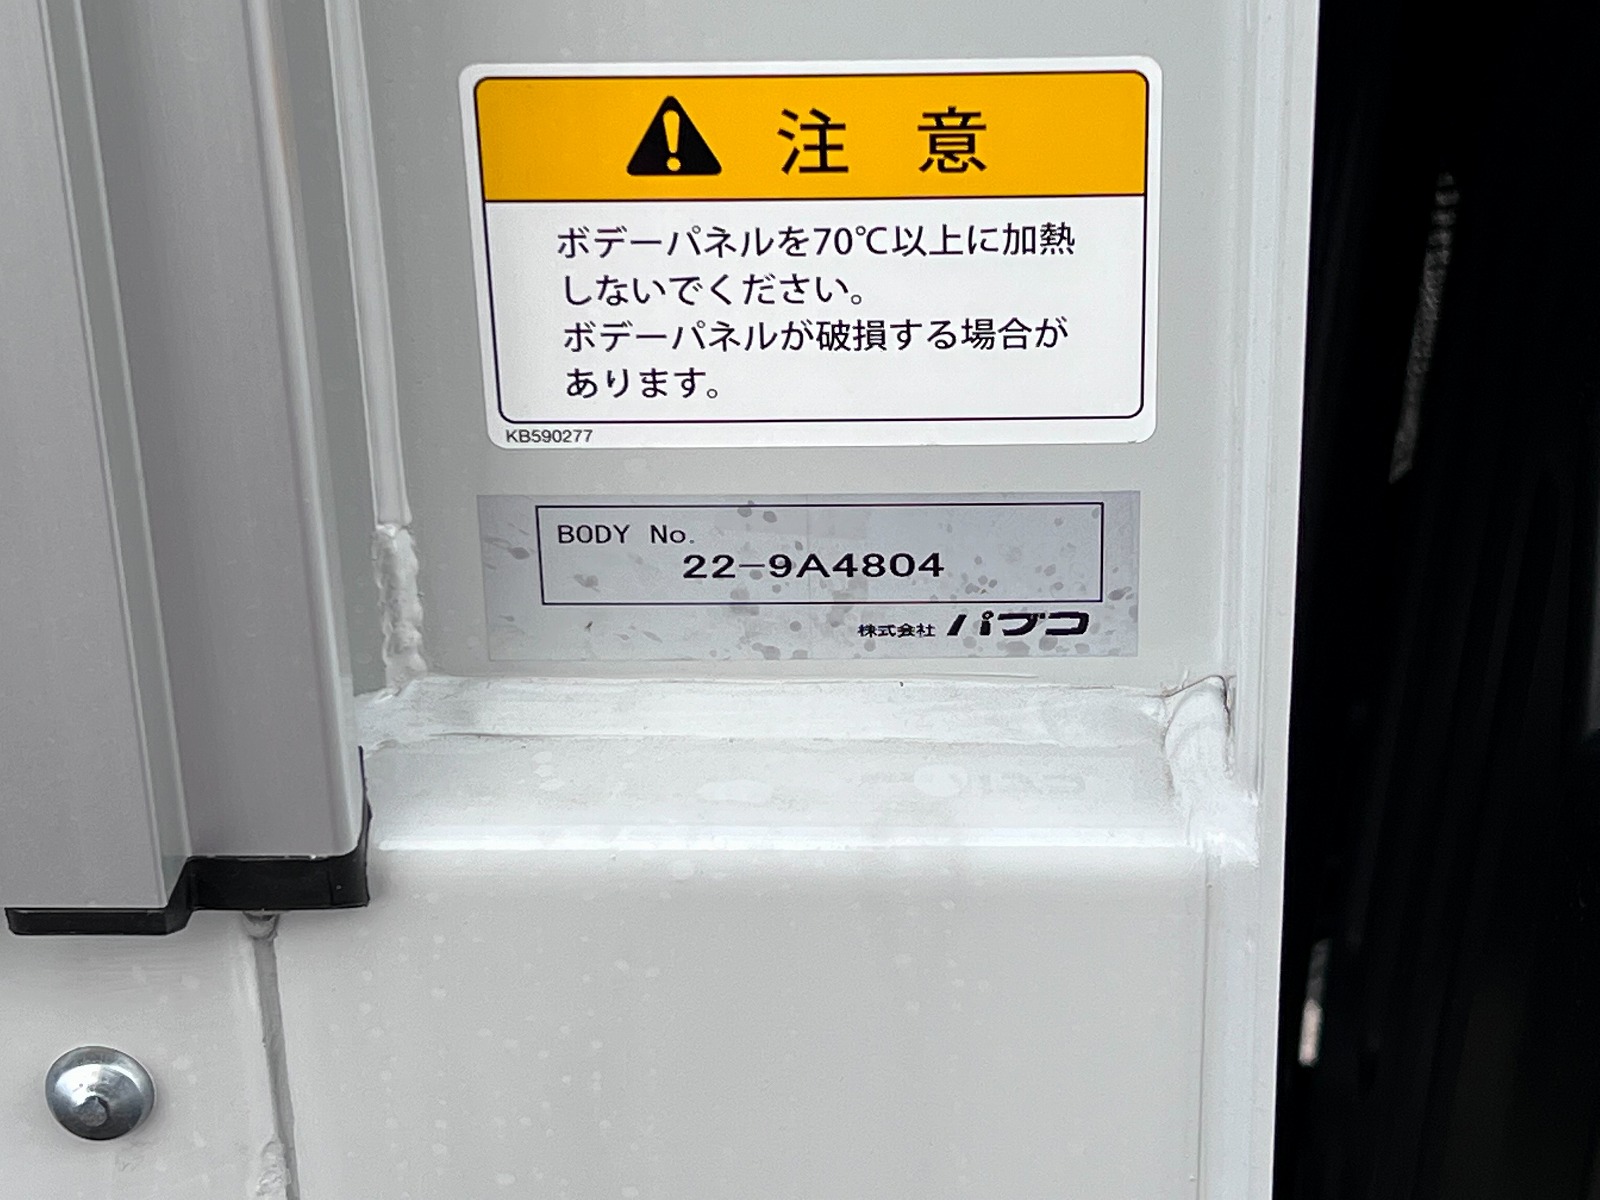 注意
ボデーパネルを70℃以上に加熱
しないでください。
ボデーパネルが破損する場合が
あります。
KB590277
BODY No.
22-9A4804
株式会社 パブコ